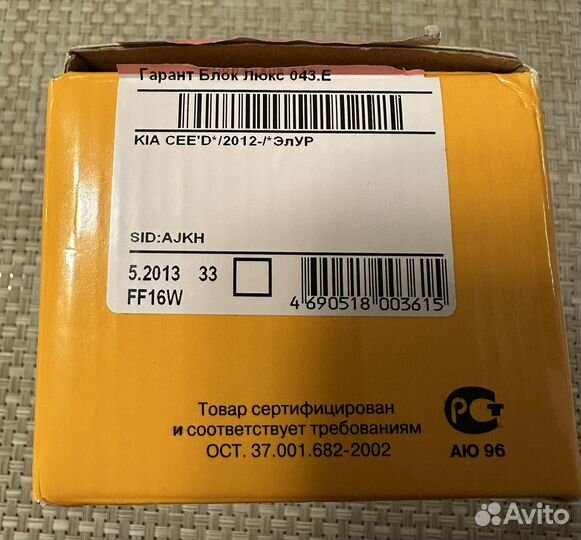 Гарант Блок Люкс 043.E
KIA CEE'D*/2012-/*ЭлУР
SID:AJKH
5.2013 33
FF16W
4 690518 003615
Товар сертифицирован
и соответствует требованиям
ОСТ. 37.001.682-2002
РСТ
АЮ 96
Avito